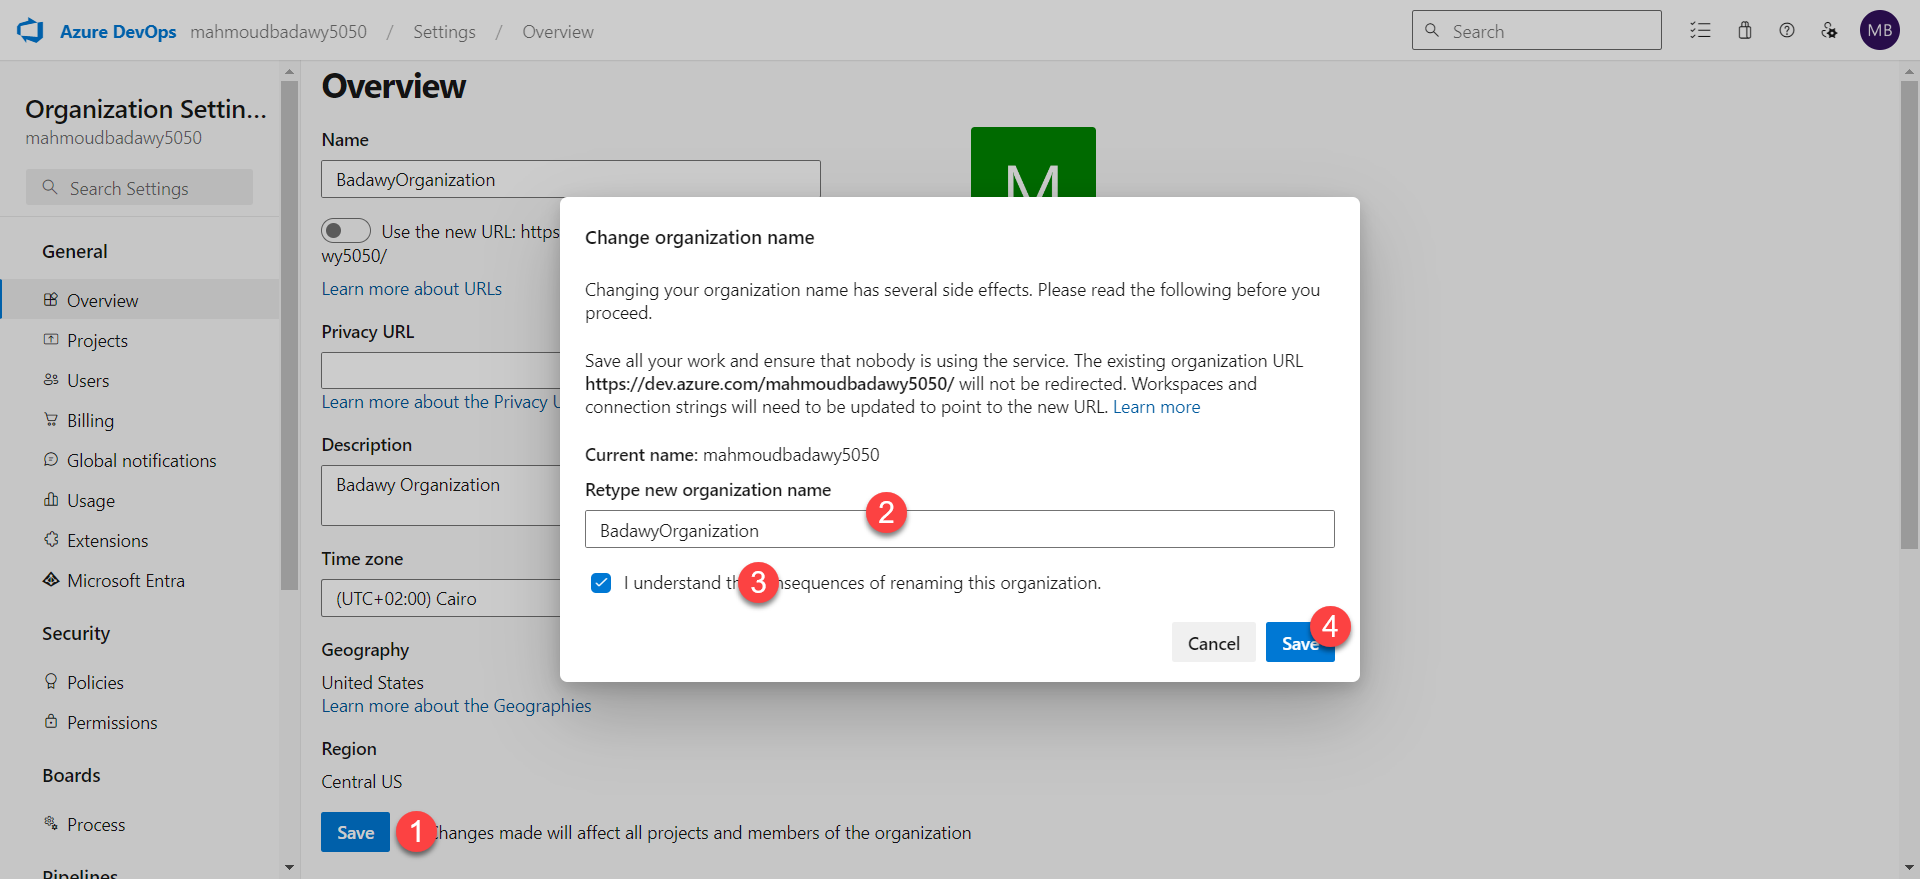 Azure DevOps mahmoudbadawy5050 / Settings / Overview
Search
MB
Organization Settin...
mahmoudbadawy5050
Search Settings
General
Overview
Projects
Users
Billing
Global notifications
Usage
Extensions
Microsoft Entra
Security
Policies
Permissions
Boards
Process
Pipelines
Overview
Name
BadawyOrganization
M
Use the new URL: https
wy5050/
Learn more about URLs
Privacy URL
Learn more about the Privacy U
Description
Badawy Organization
Time zone
(UTC+02:00) Cairo
Geography
United States
Learn more about the Geographies
Region
Central US
Save
1
Changes made will affect all projects and members of the organization
Change organization name
Changing your organization name has several side effects. Please read the following before you
proceed.
Save all your work and ensure that nobody is using the service. The existing organization URL
https://dev.azure.com/mahmoudbadawy5050/ will not be redirected. Workspaces and
connection strings will need to be updated to point to the new URL. Learn more
Current name: mahmoudbadawy5050
Retype new organization name
2
BadawyOrganization
I understand th 3 nsequences of renaming this organization.
Cancel
Save
4